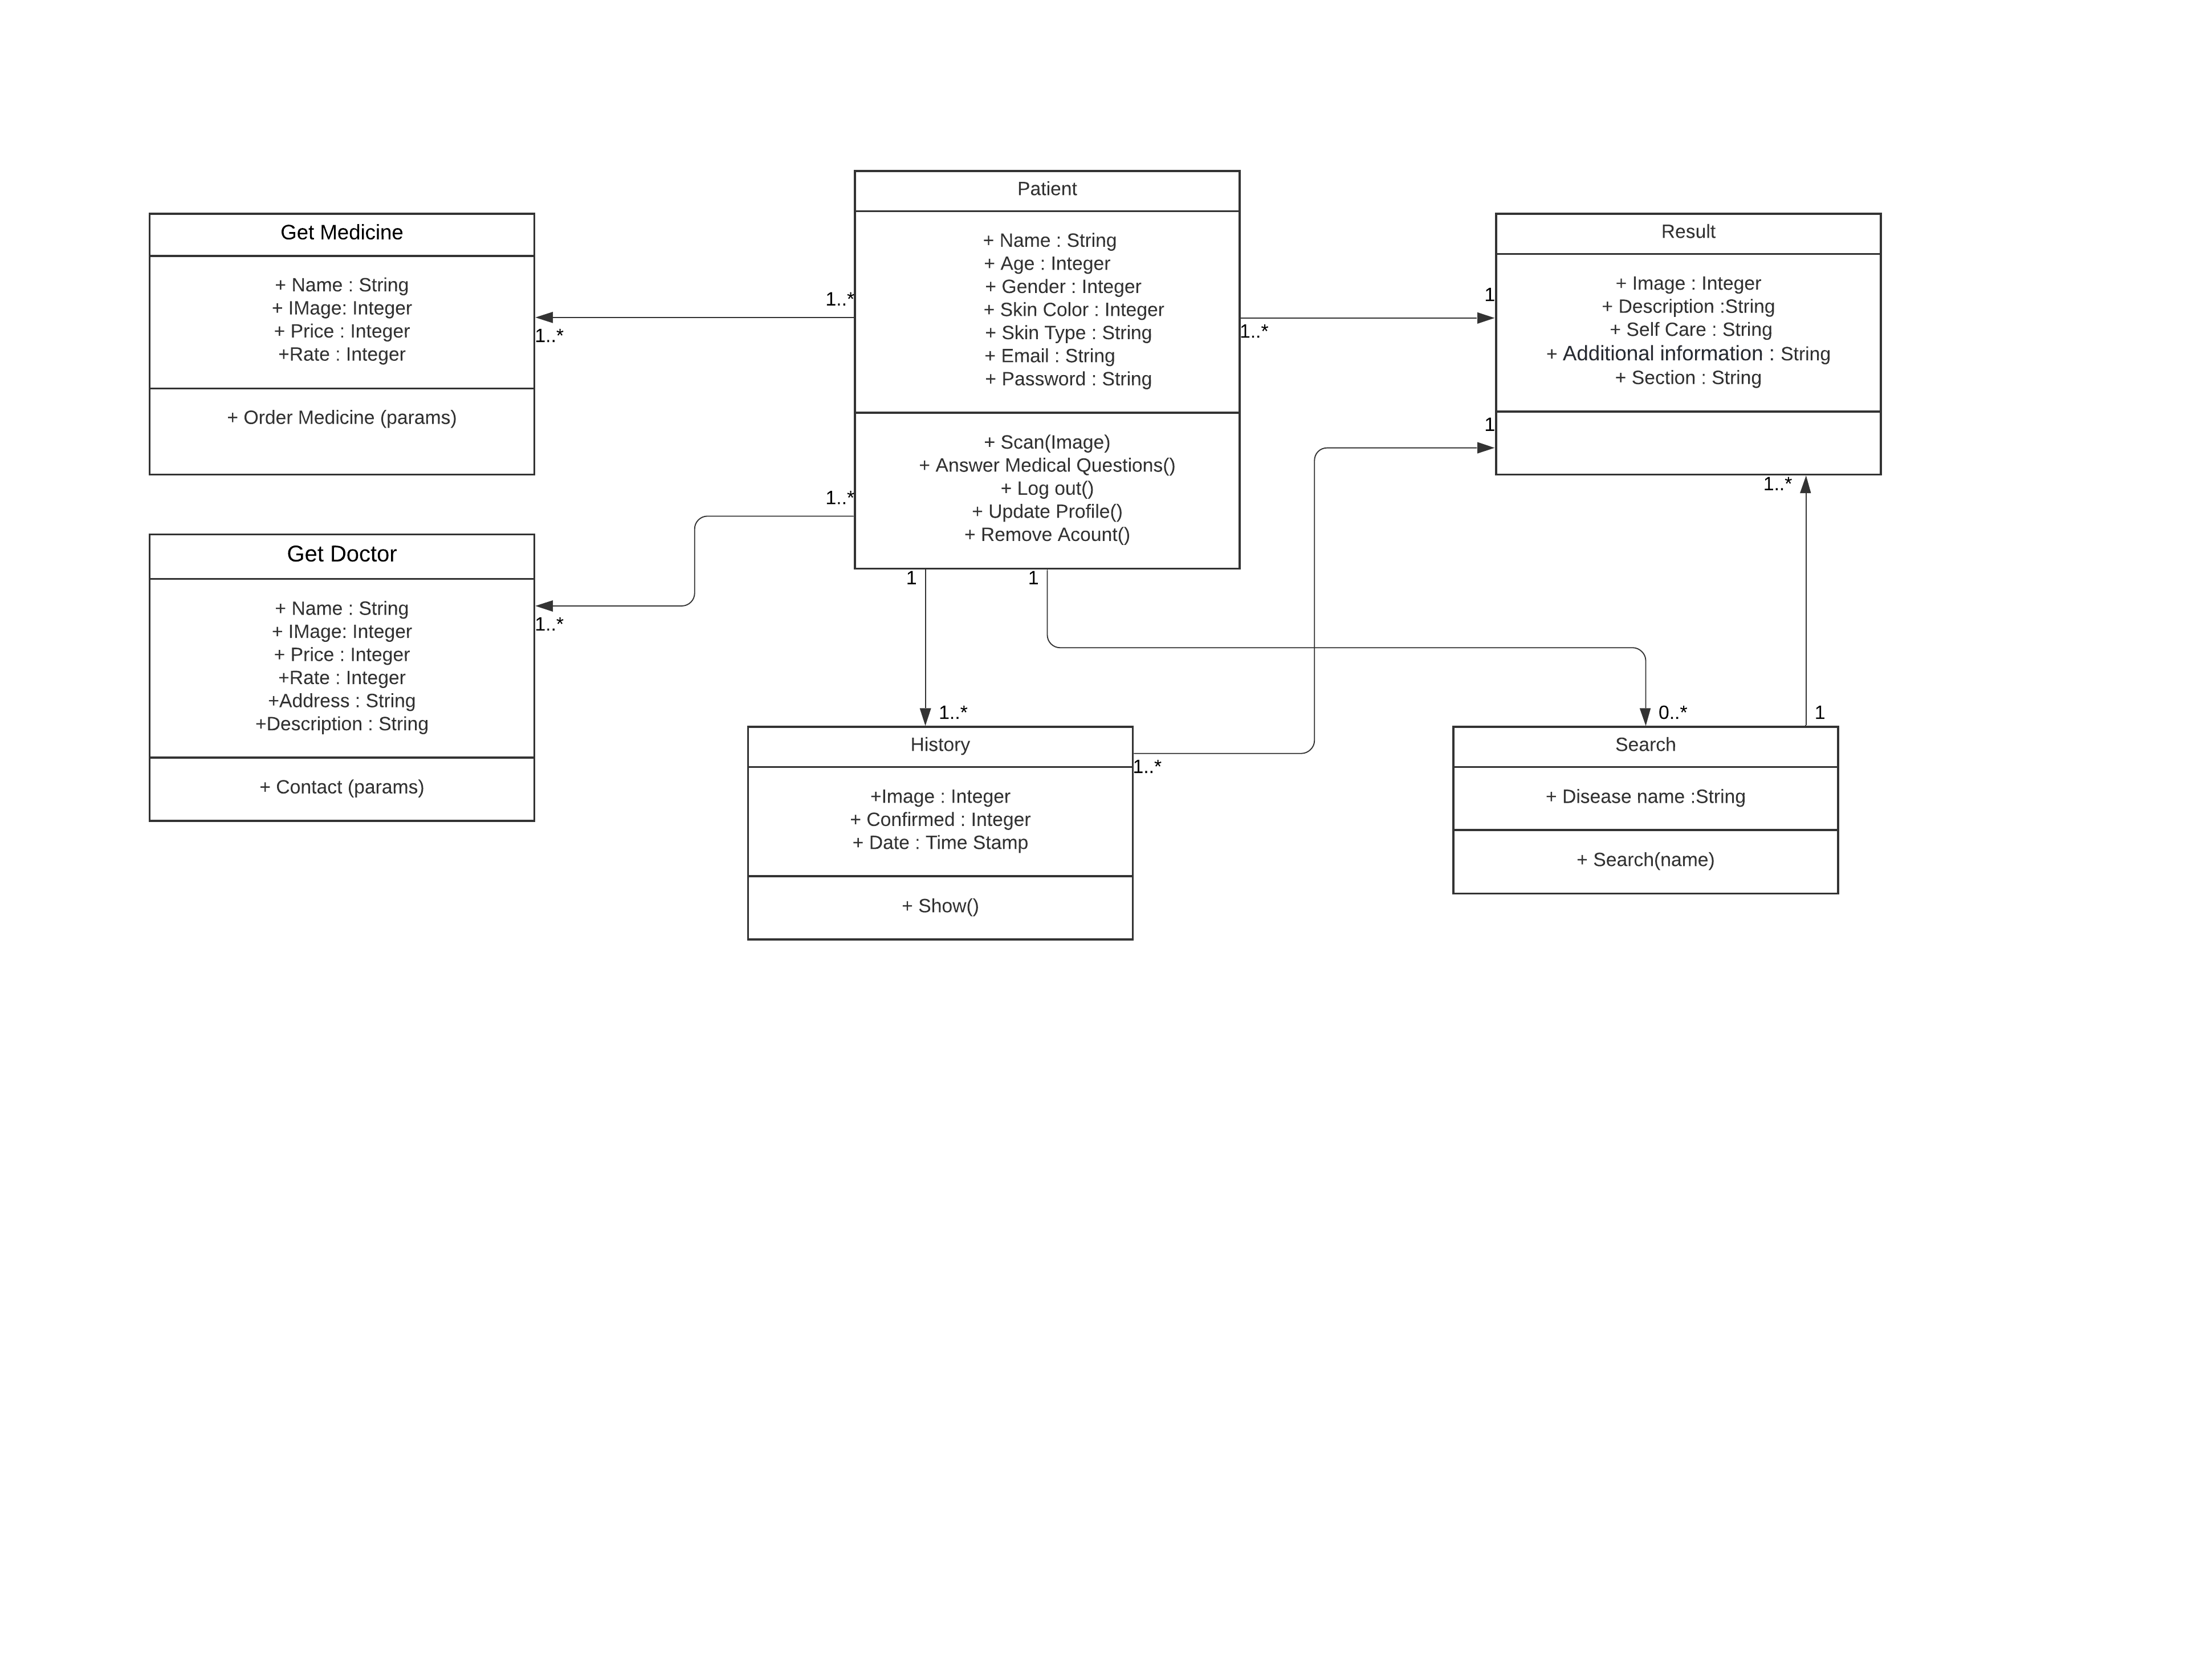 Patient
+ Name : String
+ Age : Integer
+ Gender : Integer
+ Skin Color : Integer
+ Skin Type : String
+ Email : String
+ Password : String
+ Scan(Image)
+ Answer Medical Questions()
+ Log out()
+ Update Profile()
+ Remove Acount()
Get Medicine
+ Name : String
+ IMage: Integer
+ Price : Integer
+Rate : Integer
+ Order Medicine (params)
1..*
1..*
Result
+ Image : Integer
+ Description :String
+ Self Care : String
+ Additional information : String
+ Section : String
1
1..*
1
1..*
1..*
1..*
Get Doctor
+ Name : String
+ IMage: Integer
+ Price : Integer
+Rate : Integer
+Address : String
+Description : String
+ Contact (params)
1
1
1..*
0..*
1
History
+Image : Integer
+ Confirmed : Integer
+ Date : Time Stamp
+ Show()
1..*
Search
+ Disease name :String
+ Search(name)